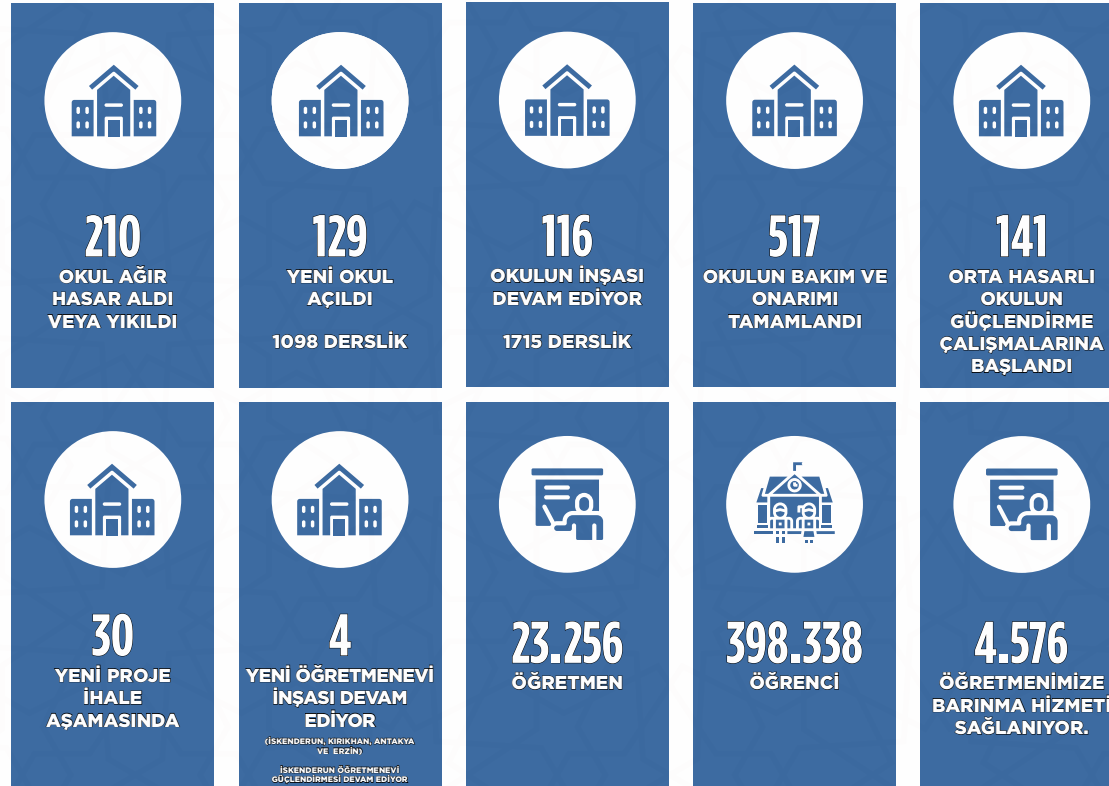 210
OKUL AĞIR
HASAR ALDI
VEYA YIKILDI
129
YENİ OKUL
AÇILDI
1098 DERSLİK
116
OKULUN İNŞASI
DEVAM EDİYOR
1715 DERSLİK
517
OKULUN BAKIM VE
ONARIMI
TAMAMLANDI
141
ORTA HASARLI
OKULUN
GÜÇLENDİRME
ÇALIŞMALARINA
BAŞLANDI
30
YENİ PROJE
İHALE
AŞAMASINDA
4
YENİ ÖĞRETMENEVİ
İNŞASI DEVAM
EDİYOR
(İSKENDERUN, KIRIKHAN, ANTAKYA
VE ERZİN)
İSKENDERUN ÖĞRETMENEVİ
GÜÇLENDİRMESİ DEVAM EDİYOR
23.256
ÖĞRETMEN
398.338
ÖĞRENCİ
4.576
ÖĞRETMENİMİZE
BARINMA HİZMETİ
SAĞLANIYOR.